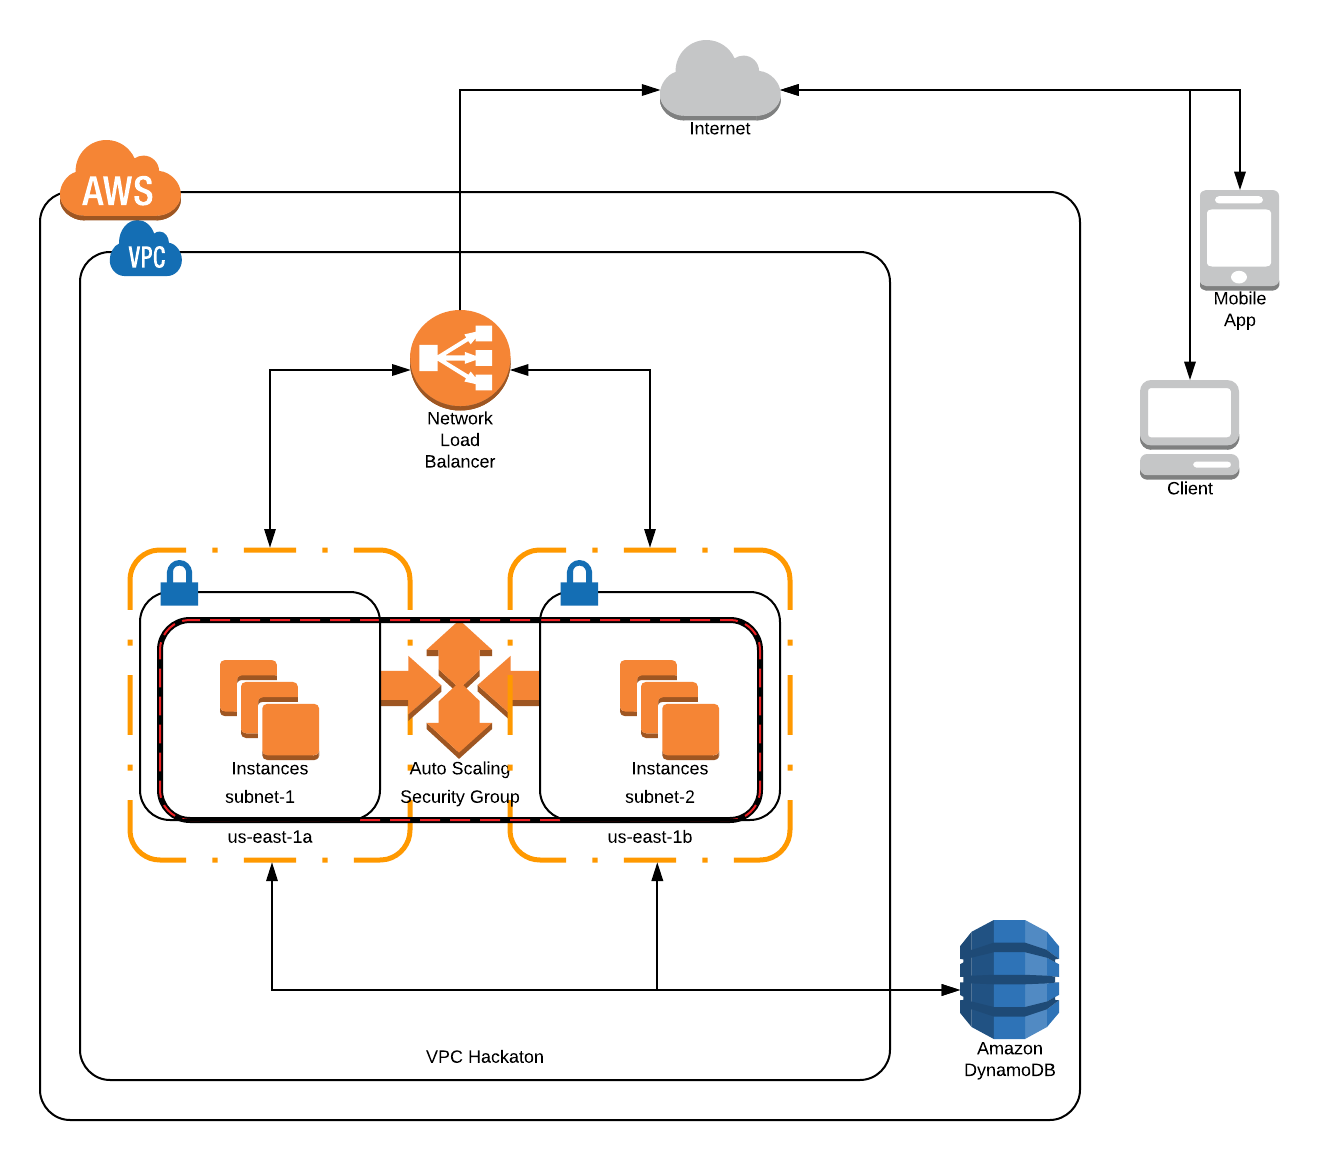 Internet
AWS
VPC
Mobile
App
Network
Load
Balancer
Client
Instances
Auto Scaling
Instances
subnet-1
Security Group
subnet-2
us-east-1a
us-east-1b
VPC Hackaton
Amazon
DynamoDB